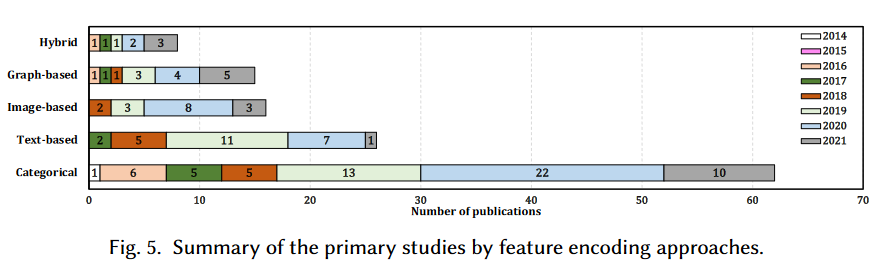 Hybrid 1 1 1 2 3
Graph-based 1 1 1 3 4 5
Image-based 2 3 8 3
Text-based 2 5 11 7 1
Categorical 1 6 5 5 13 22 10
0 10 20 30 40 50 60 70
Number of publications
2014
2015
2016
2017
2018
2019
2020
2021
Fig. 5. Summary of the primary studies by feature encoding approaches.